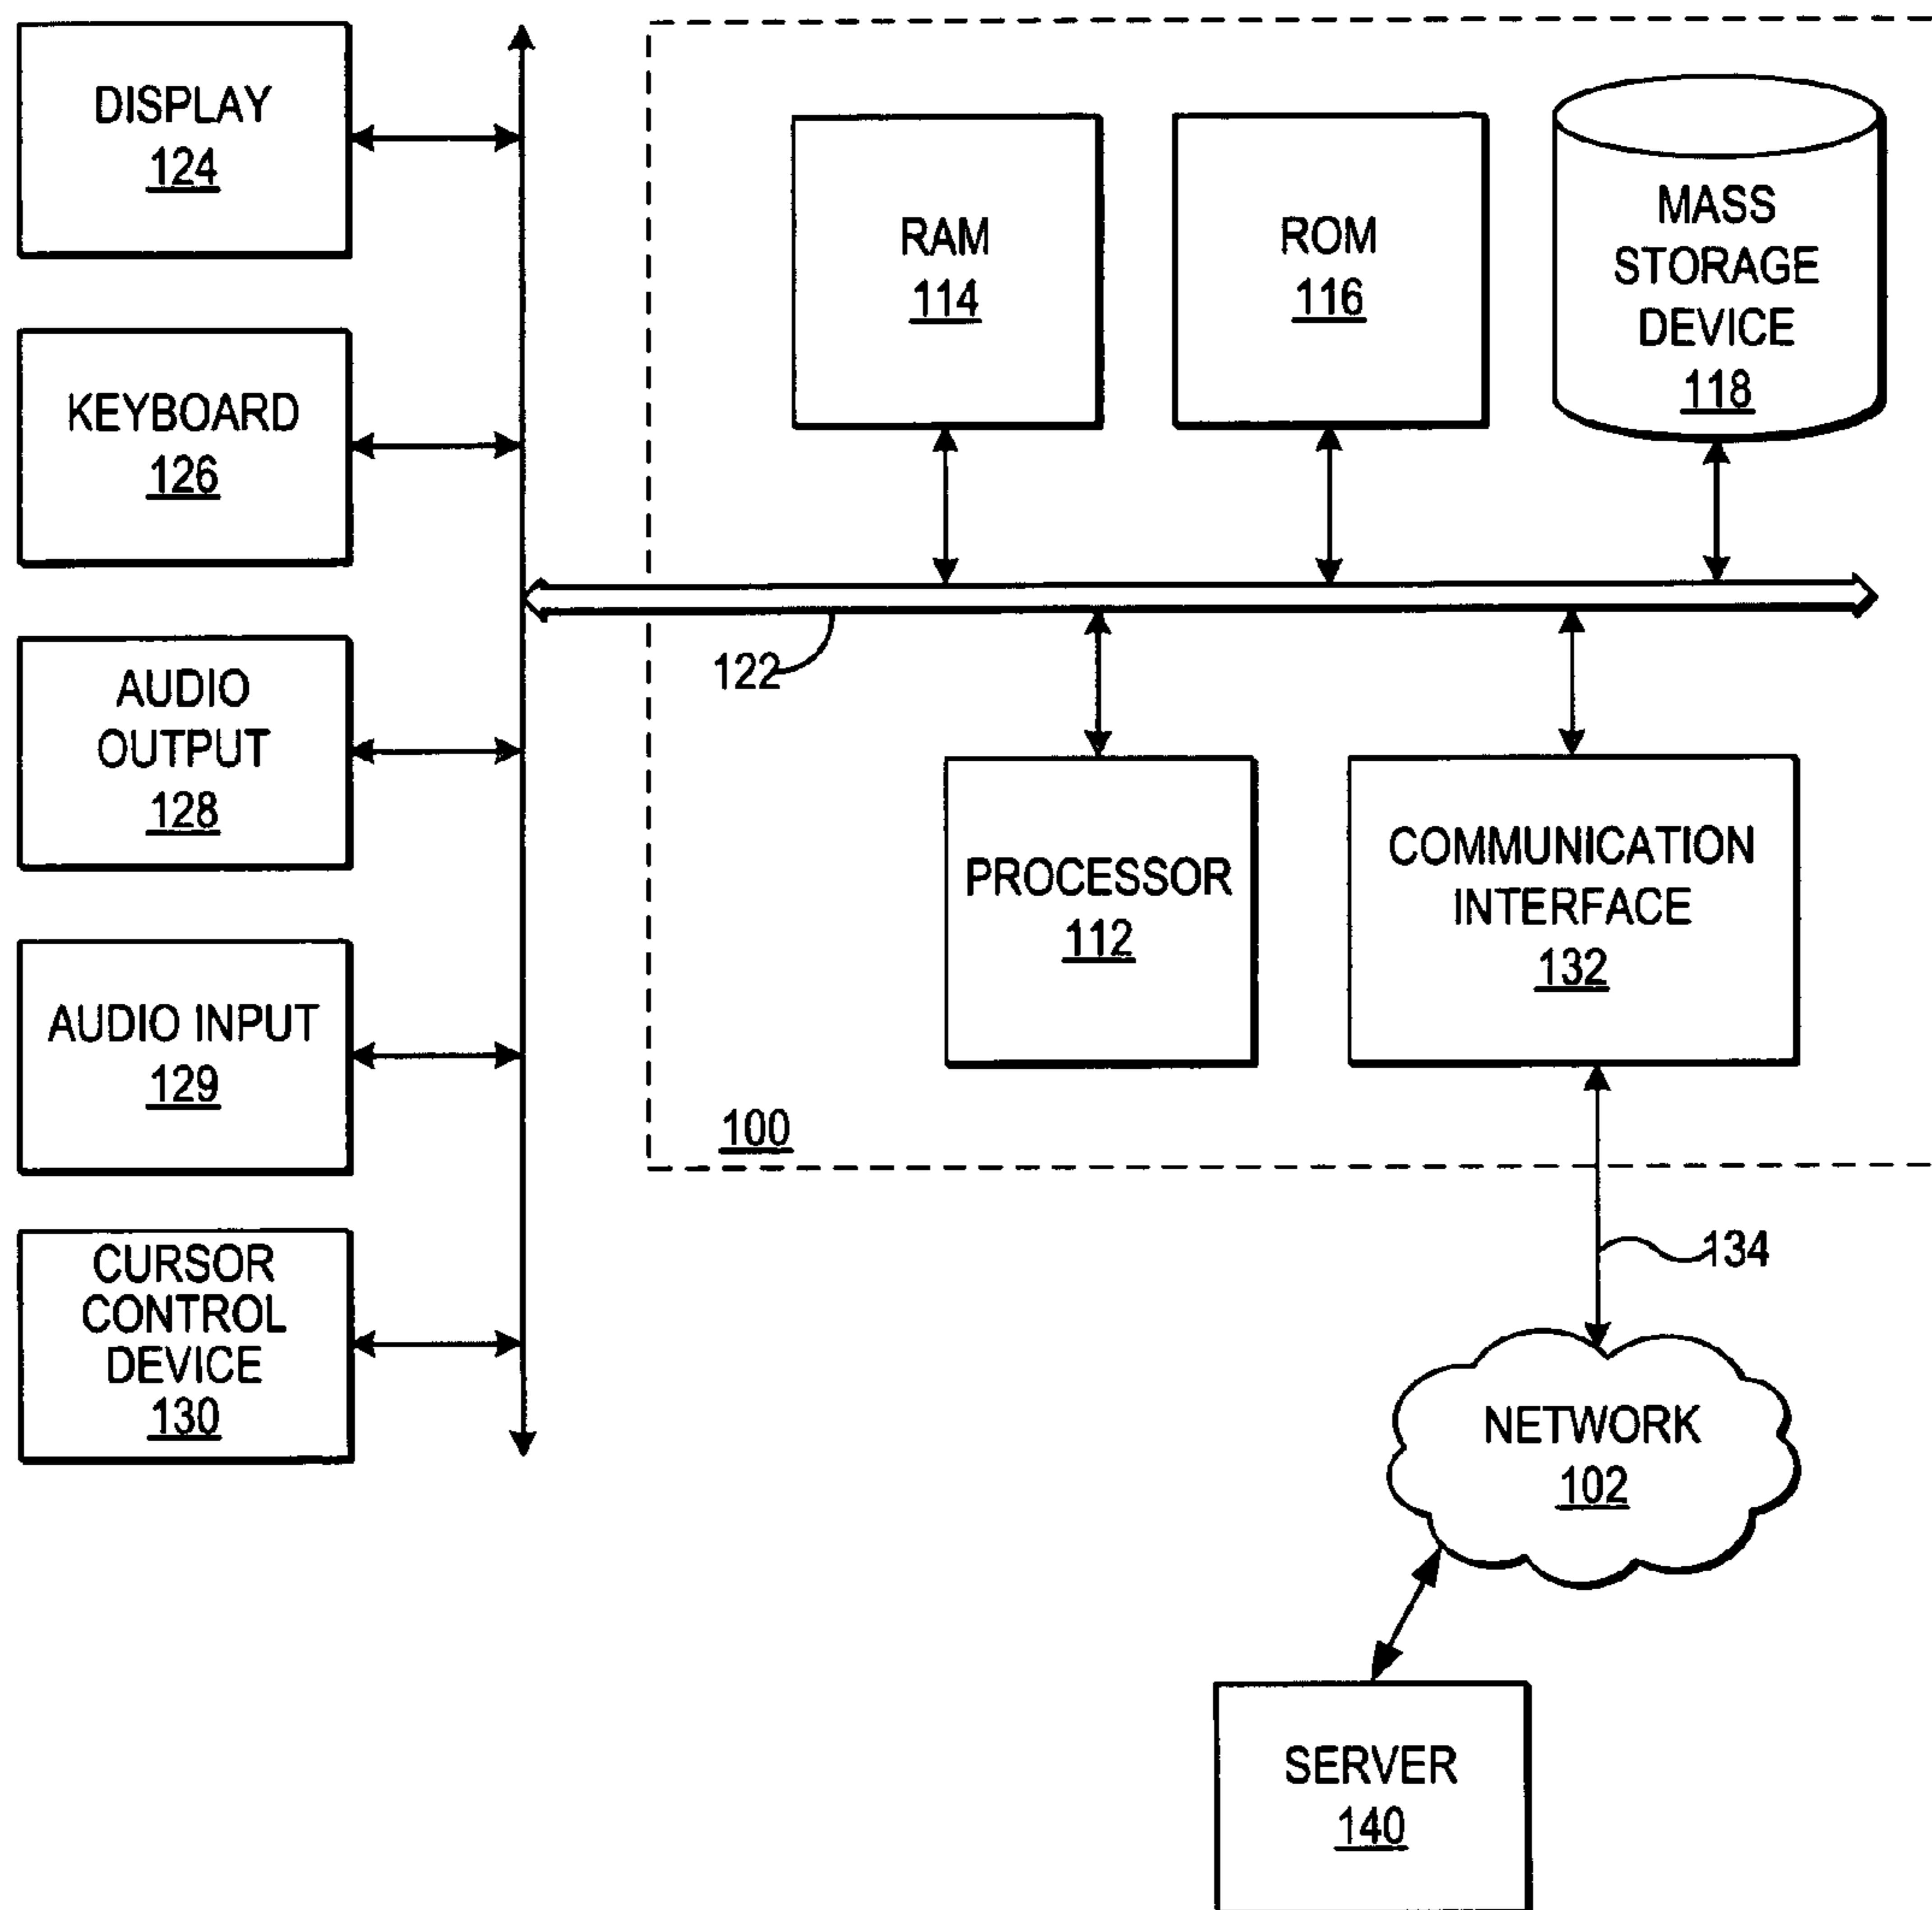 DISPLAY
124
KEYBOARD
126
AUDIO
OUTPUT
128
AUDIO INPUT
129
CURSOR
CONTROL
DEVICE
130
RAM
114
ROM
116
MASS
STORAGE
DEVICE
118
122
PROCESSOR
112
COMMUNICATION
INTERFACE
132
100
134
NETWORK
102
SERVER
140